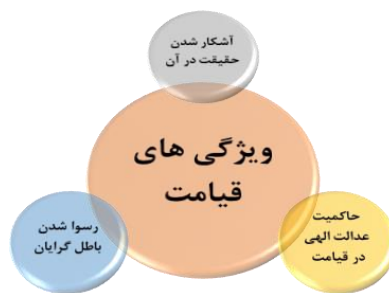 آشکار شدن
حقیقت در آن
ویژگی های
قیامت
حاکمیت
عدالت الهی
در قیامت
رسوا شدن
باطل گرایان